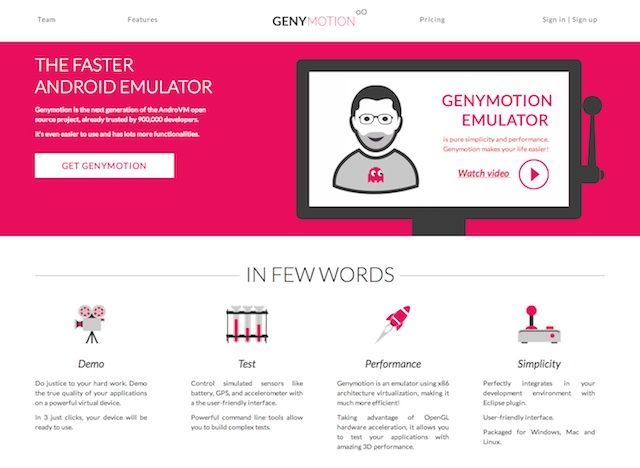 Team
Features
GENYMOTION
Pricing
Sign in | Sign up
THE FASTER
ANDROID EMULATOR
Genymotion is the next generation of the AndroVM open
source project, already trusted by 900,000 developers.
It's even easier to use and has lots more functionalities.
GET GENYMOTION
GENYMOTION
EMULATOR
is pure simplicity and performance.
Genymotion makes your life easier!
Watch video
IN FEW WORDS
Demo
Do justice to your hard work, Demo
the true quality of your applications
on a powerful virtual device.
In 3 just clicks, your device will be
ready to use.
Test
Control simulated sensors like
battery, GPS, and accelerometer with
a the user-friendly interface.
Powerful command line tools allow
you to build complex tests.
Performance
Genymotion is an emulator using x86
architecture virtualization, making it
much more efficient!
Taking advantage of OpenGL
hardware acceleration, it allows you
to test your applications with
amazing 3D performance.
Simplicity
Perfectly integrates in your
development environment with
Eclipse plugin.
User-friendly interface.
Packaged for Windows, Mac and
Linux.